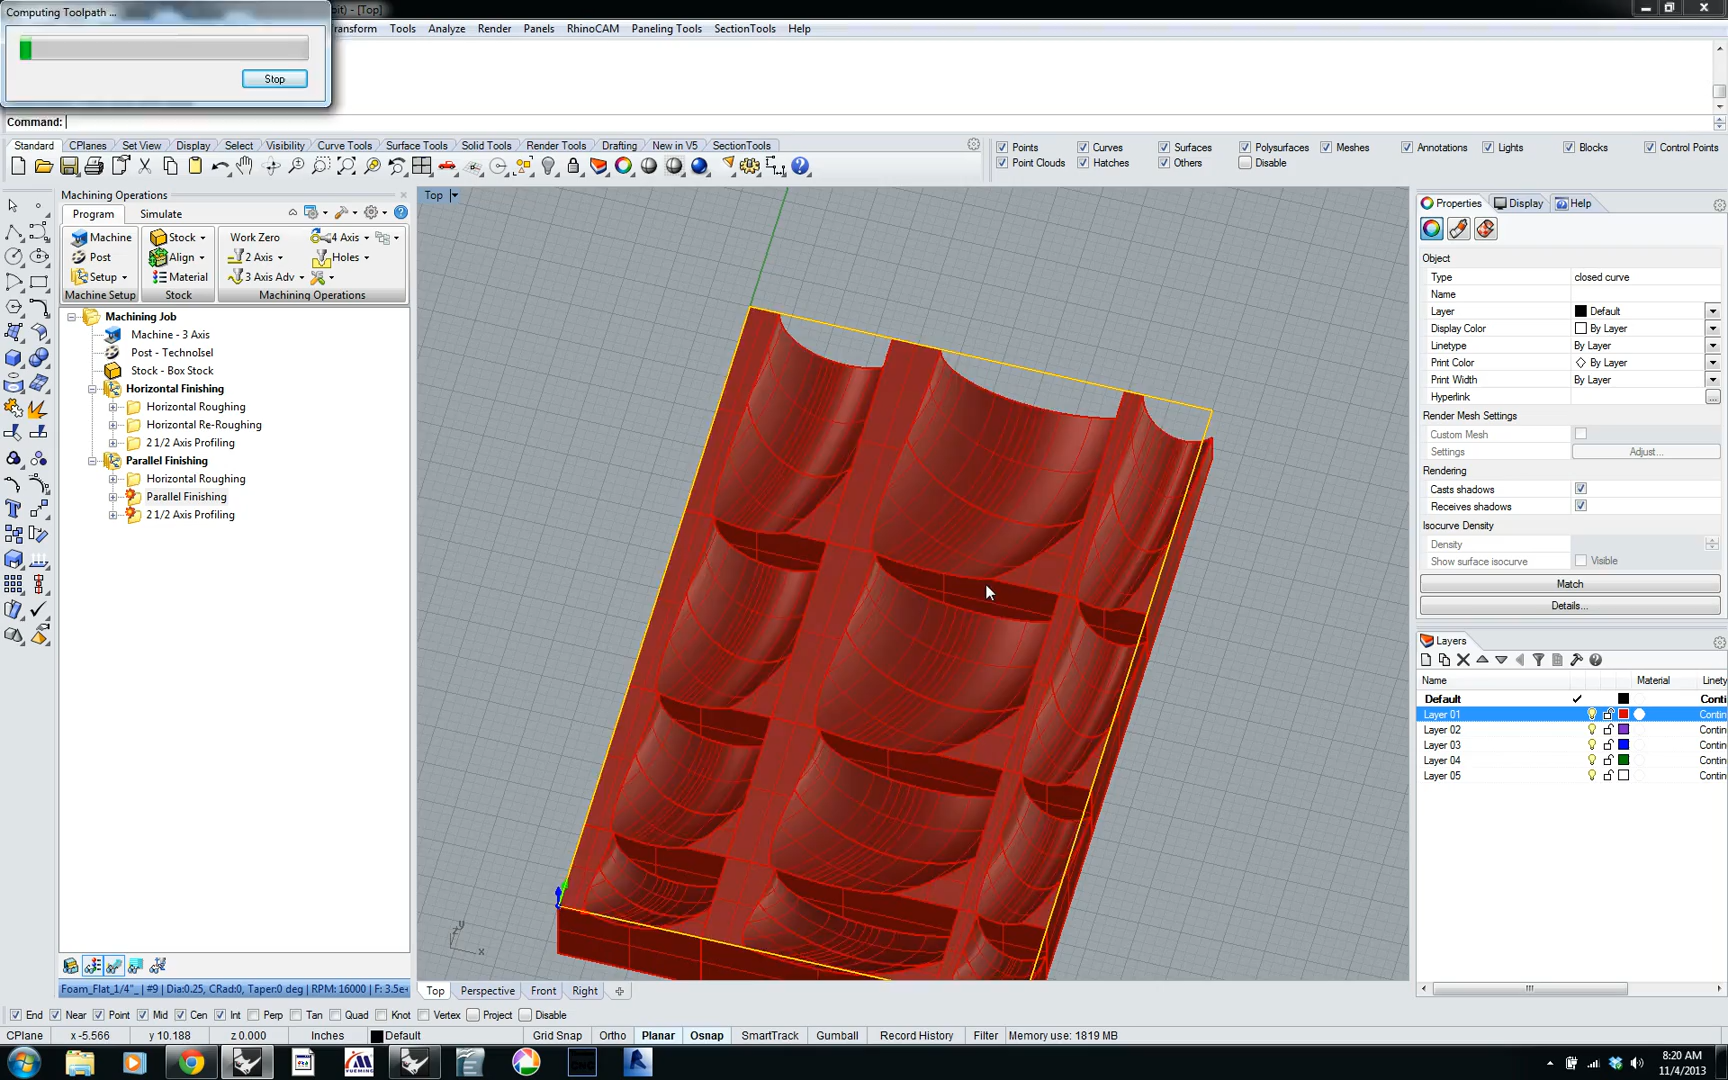 Computing Toolpath ...
bit) - [Top]
Stop
Transform Tools Analyze Render Panels RhinoCAM Paneling Tools SectionTools Help
Command:
Standard CPlanes Set View Display Select Visibility Curve Tools Surface Tools Solid Tools Render Tools Drafting New in V5 SectionTools
Points Curves Surfaces Polysurfaces Meshes Annotations Lights Blocks Control Points
Point Clouds Hatches Others Disable
Machining Operations
Program Simulate
Machine Stock Work Zero 4 Axis
Post Align 2 Axis Holes
Setup Material 3 Axis Adv
Machine Setup Stock Machining Operations
Machining Job
Machine - 3 Axis
Post - TechnoIsel
Stock - Box Stock
Horizontal Finishing
Horizontal Roughing
Horizontal Re-Roughing
2 1/2 Axis Profiling
Parallel Finishing
Horizontal Roughing
Parallel Finishing
2 1/2 Axis Profiling
Foam_Flat_1/4"_ | #9 | Dia:0.25, CRad:0, Taper:0 deg | RPM: 16000 | F: 3.5e+
Top
zy
x
Top Perspective Front Right
Properties Display Help
Object
Type closed curve
Name
Layer Default
Display Color By Layer
Linetype By Layer
Print Color By Layer
Print Width By Layer
Hyperlink ...
Render Mesh Settings
Custom Mesh
Settings Adjust...
Rendering
Casts shadows
Receives shadows
Isocurve Density
Density
Show surface isocurve Visible
Match
Details...
Layers
Name Material Linety
Default Conti
Layer 01 Contin
Layer 02 Contin
Layer 03 Contin
Layer 04 Contin
Layer 05 Contin
End Near Point Mid Cen Int Perp Tan Quad Knot Vertex Project Disable
CPlane x -5.566 y 10.188 z 0.000 Inches Default Grid Snap Ortho Planar Osnap SmartTrack Gumball Record History Filter Memory use: 1819 MB
8:20 AM
11/4/2013